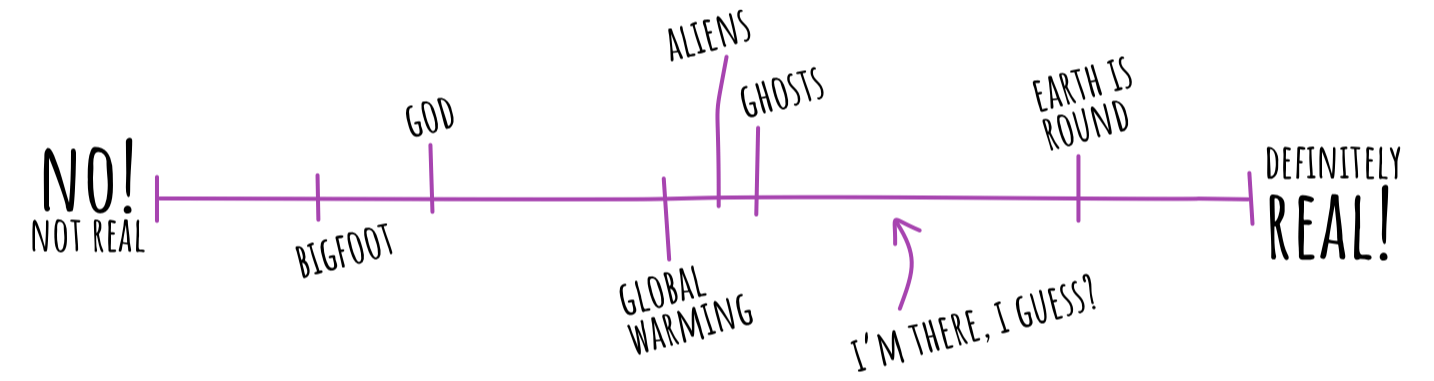 NO!
NOT REAL
BIGFOOT
GOD
GLOBAL
WARMING
ALIENS
GHOSTS
I'M THERE, I GUESS?
EARTH IS
ROUND
DEFINITELY
REAL!